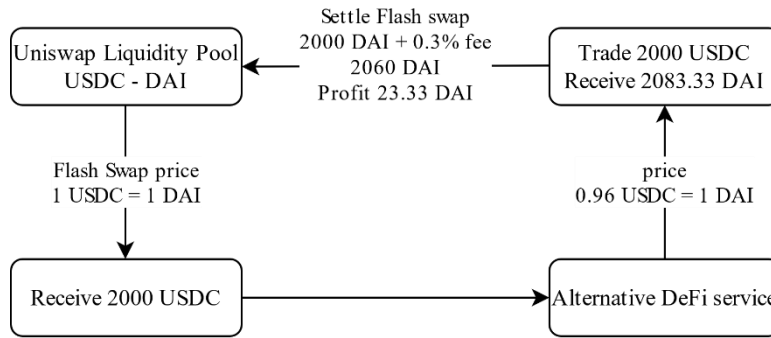 Settle Flash swap
2000 DAI + 0.3% fee
2060 DAI
Profit 23.33 DAI
Uniswap Liquidity Pool
USDC - DAI
Trade 2000 USDC
Receive 2083.33 DAI
Flash Swap price
1 USDC = 1 DAI
price
0.96 USDC = 1 DAI
Receive 2000 USDC
Alternative DeFi service